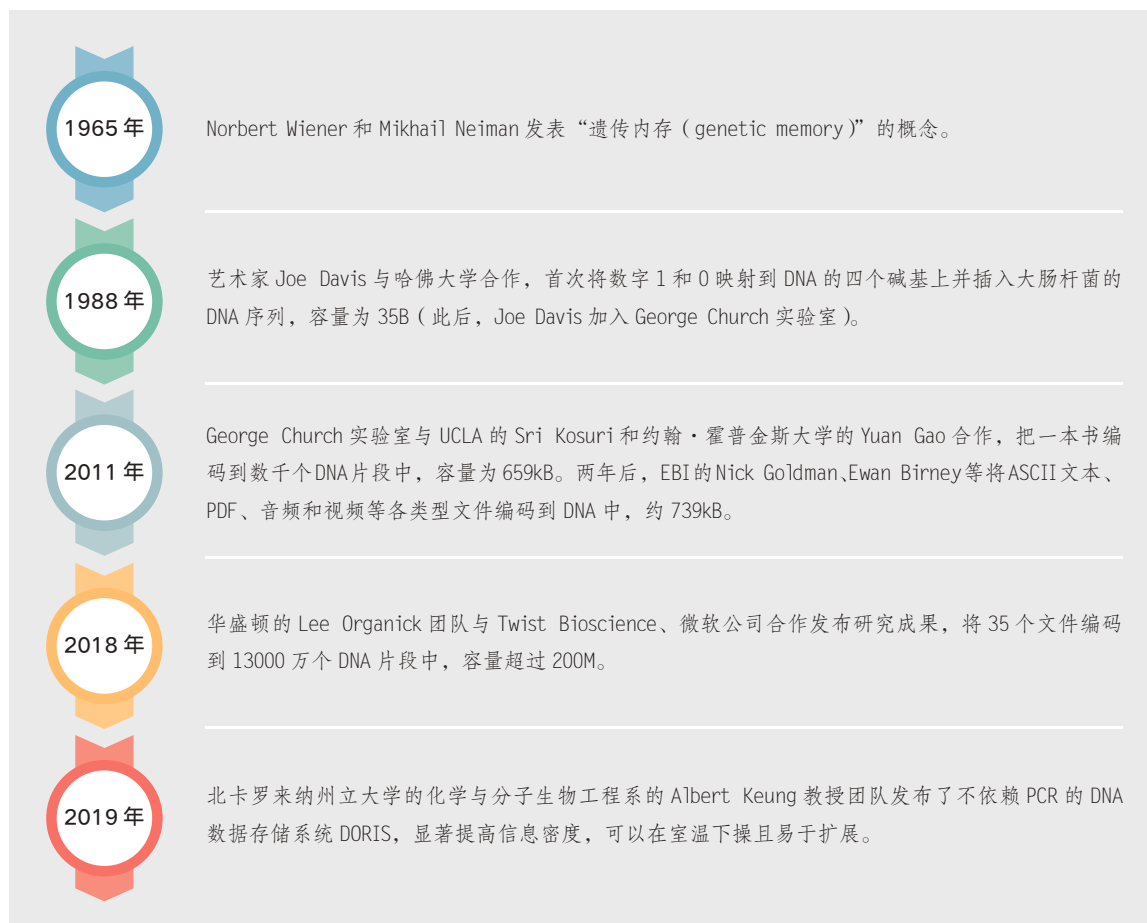 1965 年
Norbert Wiener 和 Mikhail Neiman 发表“遗传内存（genetic memory）”的概念。
1988 年
艺术家 Joe Davis 与哈佛大学合作，首次将数字 1 和 0 映射到 DNA 的四个碱基上并插入大肠杆菌的
DNA 序列，容量为 35B（此后，Joe Davis 加入 George Church 实验室）。
2011 年
George Church 实验室与 UCLA 的 Sri Kosuri 和约翰·霍普金斯大学的 Yuan Gao 合作，把一本书编
码到数千个DNA片段中，容量为 659kB。两年后，EBI的Nick Goldman、Ewan Birney等将ASCII文本、
PDF、音频和视频等各类型文件编码到 DNA 中，约 739kB。
2018 年
华盛顿的 Lee Organick 团队与 Twist Bioscience、微软公司合作发布研究成果，将 35 个文件编码
到 13000 万个 DNA 片段中，容量超过 200M。
2019 年
北卡罗来纳州立大学的化学与分子生物工程系的 Albert Keung 教授团队发布了不依赖 PCR 的 DNA
数据存储系统 DORIS，显著提高信息密度，可以在室温下操且易于扩展。